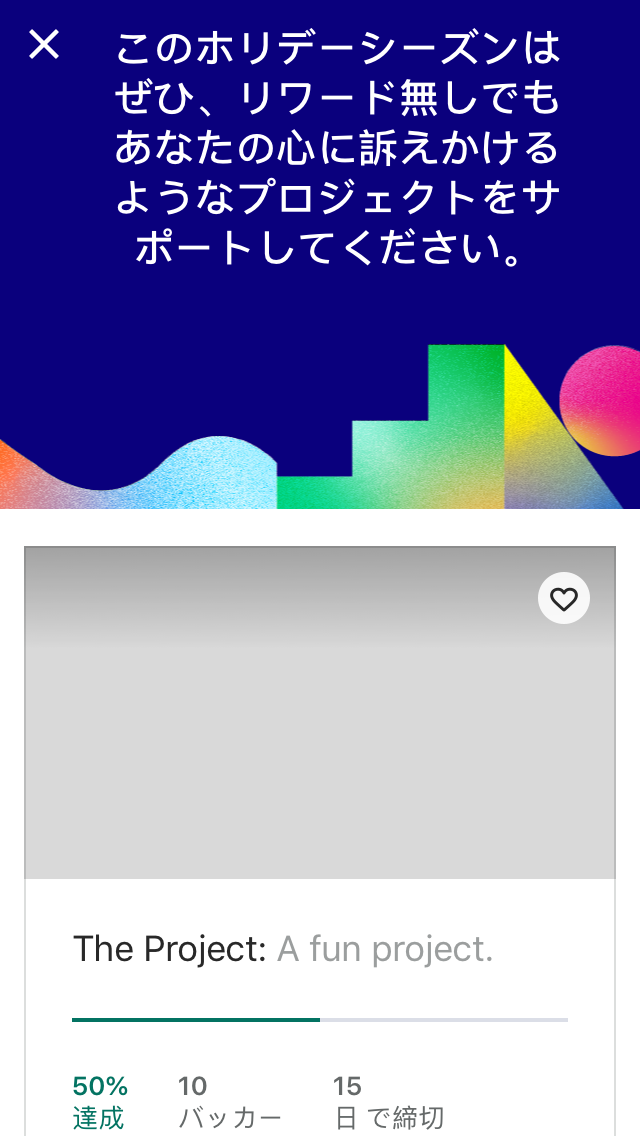 このホリデーシーズンは
ぜひ、リワード無しでも
あなたの心に訴えかける
ようなプロジェクトをサ
ポートしてください。
The Project: A fun project.
50% 10 15
達成 バッカー 日 で締切